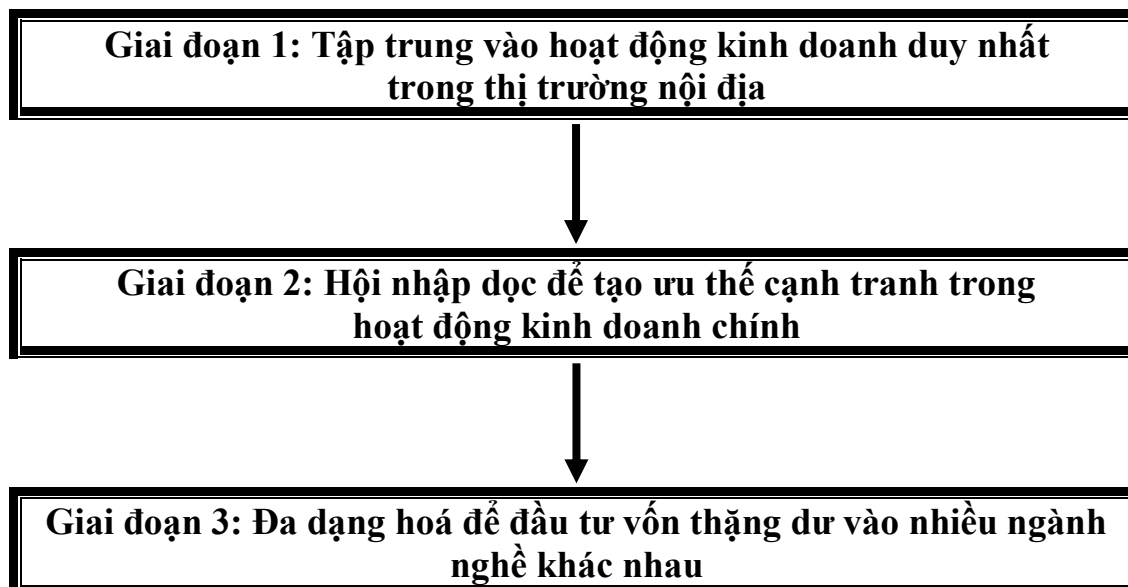 Giai đoạn 1: Tập trung vào hoạt động kinh doanh duy nhất
trong thị trường nội địa
Giai đoạn 2: Hội nhập dọc để tạo ưu thế cạnh tranh trong
hoạt động kinh doanh chính
Giai đoạn 3: Đa dạng hoá để đầu tư vốn thặng dư vào nhiều ngành
nghề khác nhau